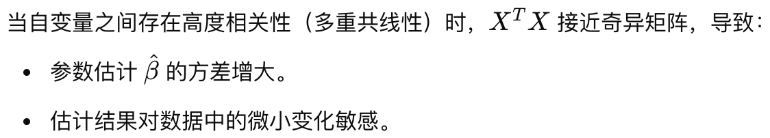 当自变量之间存在高度相关性（多重共线性）时，$X^T X$ 接近奇异矩阵，导致：
• 参数估计 $\hat{\beta}$ 的方差增大。
• 估计结果对数据中的微小变化敏感。